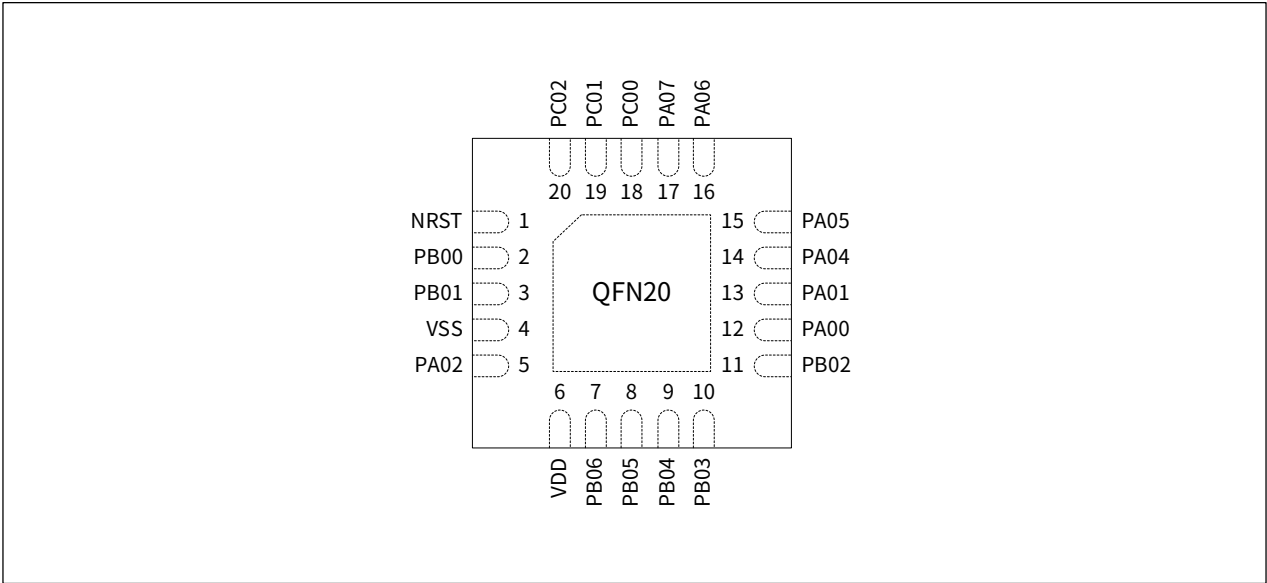 PC02 PC01 PC00 PA07 PA06
20 19 18 17 16
NRST 1 15 PA05
PB00 2 14 PA04
PB01 3 QFN20 13 PA01
VSS 4 12 PA00
PA02 5 11 PB02
6 7 8 9 10
VDD PB06 PB05 PB04 PB03